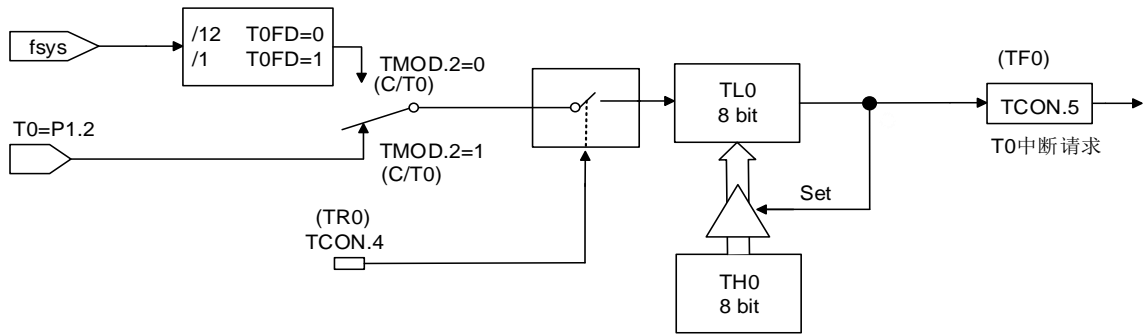 fsys
/12 T0FD=0
/1 T0FD=1
TMOD.2=0
(C/T0)
T0=P1.2
TMOD.2=1
(C/T0)
(TR0)
TCON.4
TL0
8 bit
Set
TH0
8 bit
(TF0)
TCON.5
T0中断请求